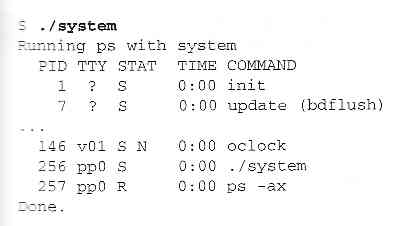 $ ./system
Running ps with system
PID TTY STAT TIME COMMAND
1 ? S 0:00 init
7 ? S 0:00 update (bdflush)
...
146 v01 S N 0:00 oclock
256 pp0 S 0:00 ./system
257 pp0 R 0:00 ps -ax
Done.